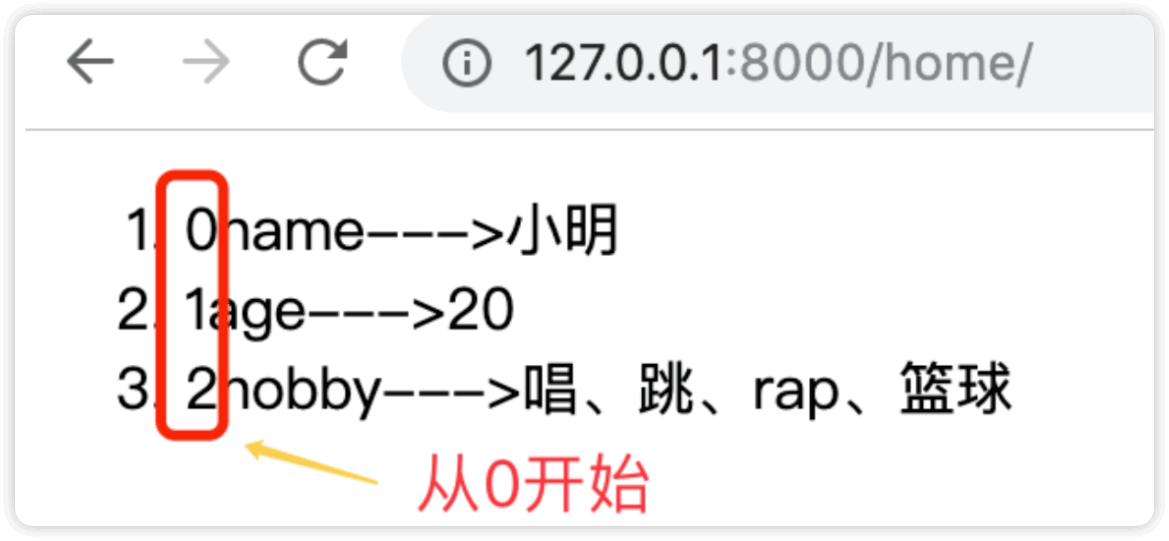 127.0.0.1:8000/home/
1. 0name--->小明
2. 1age--->20
3. 2hobby--->唱、跳、rap、篮球
从0开始